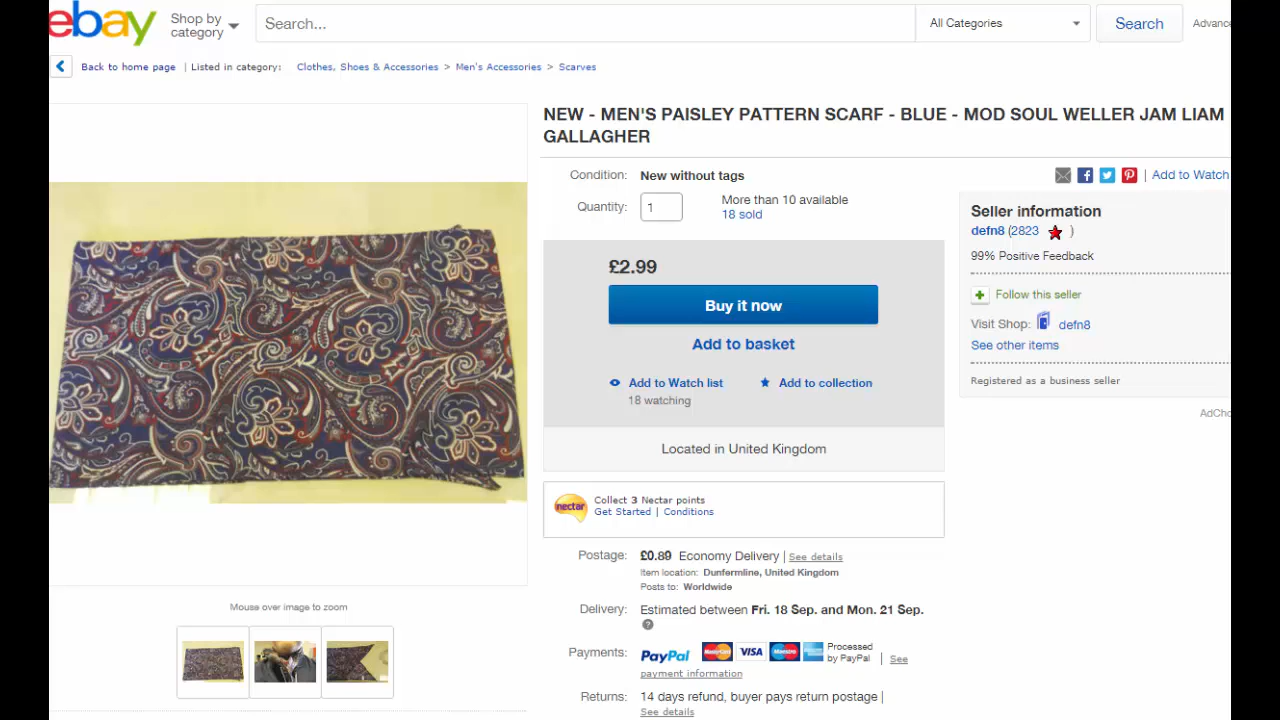 ebay
Shop by
category
Search...
All Categories
Search
Back to home page | Listed in category: Clothes, Shoes & Accessories > Men's Accessories > Scarves
NEW - MEN'S PAISLEY PATTERN SCARF - BLUE - MOD SOUL WELLER JAM LIAM
GALLAGHER
Condition: New without tags
| Add to Watch
Quantity: 1
More than 10 available
18 sold
£2.99
Buy it now
Add to basket
Add to Watch list
Add to collection
18 watching
Located in United Kingdom
Seller information
defn8 (2823 )
99% Positive Feedback
Follow this seller
Visit Shop: defn8
See other items
Registered as a business seller
nectar
Collect 3 Nectar points
Get Started | Conditions
Postage: £0.89 Economy Delivery | See details
Item location: Dunfermline, United Kingdom
Posts to: Worldwide
Delivery: Estimated between Fri. 18 Sep. and Mon. 21 Sep.
?
Payments: PayPal MasterCard VISA Maestro Processed
by PayPal | See
payment information
Returns: 14 days refund, buyer pays return postage |
See details
Mouse over image to zoom